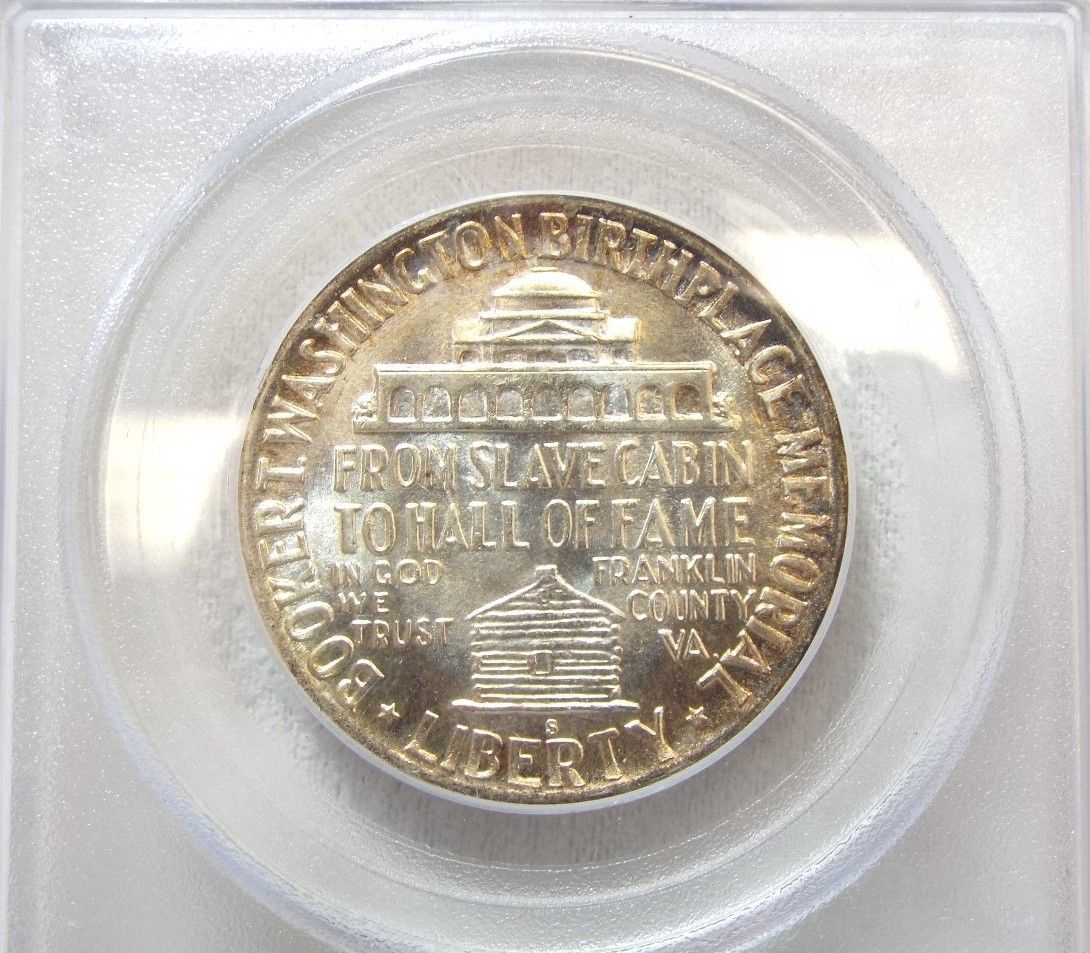 BOOKER T. WASHINGTON BIRTHPLACE MEMORIAL
FROM SLAVE CABIN
TO HALL OF FAME
IN GOD
WE
TRUST
FRANKLIN
COUNTY
VA.
S
LIBERTY